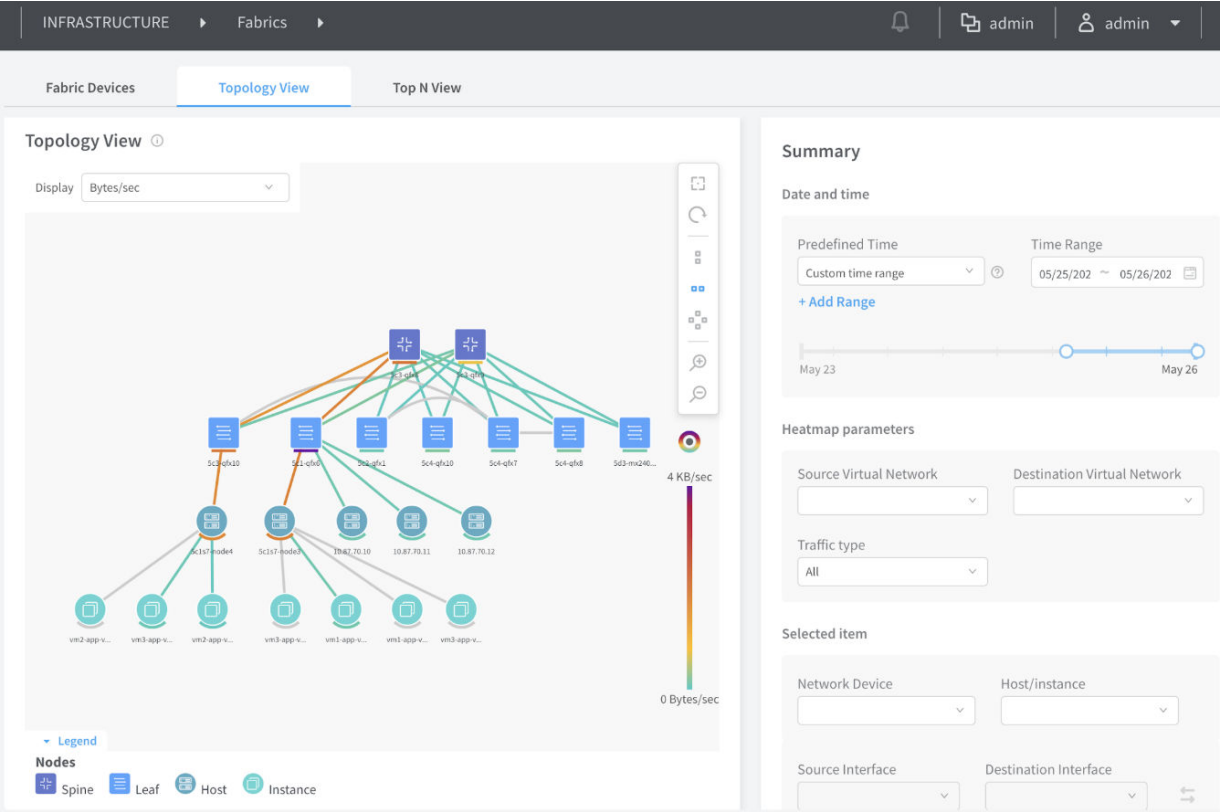 INFRASTRUCTURE Fabrics admin admin
Fabric Devices Topology View Top N View
Topology View
Display Bytes/sec
5c3-qfx10 5c2-qfx1 5c4-qfx10 5c4-qfx7 5c4-qfx8 5d3-mx240...
4 KB/sec
5c1s7-node4 10.87.70.10 10.87.70.11 10.87.70.12
vm2-app-v... vm3-app-v... vm2-app-v... vm3-app-v... vm1-app-v... vm1-app-v... vm3-app-v...
0 Bytes/sec
Legend
Nodes
Spine Leaf Host Instance
Summary
Date and time
Predefined Time Time Range
Custom time range 05/25/202 ~ 05/26/202
+ Add Range
May 23 May 26
Heatmap parameters
Source Virtual Network Destination Virtual Network
Traffic type
All
Selected item
Network Device Host/instance
Source Interface Destination Interface